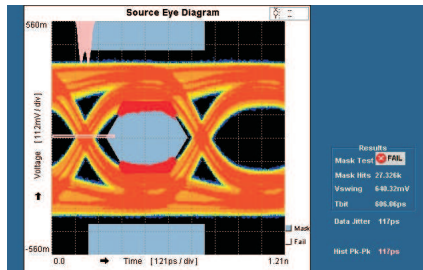 Source Eye Diagram
X: --
Y: --
560m
Voltage [112mV / div]
-560m
0.0
Time [121ps / div]
1.21n
Mask
Fail
Results
Mask Test FAIL
Mask Hits 27.326k
Vswing 640.32mV
Tbit 606.06ps
Data Jitter 117ps
Hist Pk-Pk 117ps